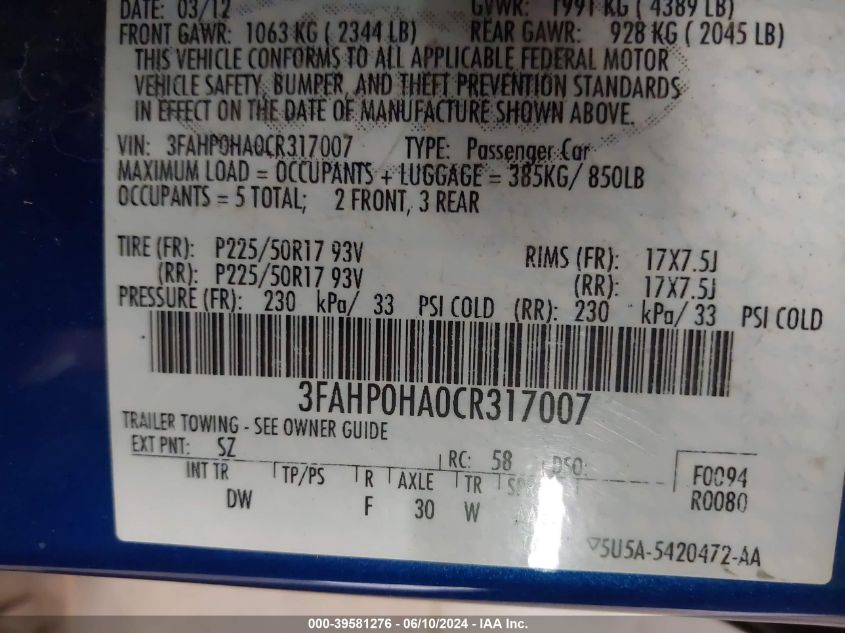 DATE: 03/12 GVWR: 1991 KG ( 4389 LB)
FRONT GAWR: 1063 KG ( 2344 LB) REAR GAWR: 928 KG ( 2045 LB)
THIS VEHICLE CONFORMS TO ALL APPLICABLE FEDERAL MOTOR
VEHICLE SAFETY, BUMPER, AND THEFT PREVENTION STANDARDS
IN EFFECT ON THE DATE OF MANUFACTURE SHOWN ABOVE.
VIN: 3FAHP0HA0CR317007 TYPE: Passenger Car
MAXIMUM LOAD = OCCUPANTS + LUGGAGE = 385KG/ 850LB
OCCUPANTS = 5 TOTAL; 2 FRONT, 3 REAR
TIRE (FR): P225/50R17 93V RIMS (FR): 17X7.5J
(RR): P225/50R17 93V (RR): 17X7.5J
PRESSURE (FR): 230 kPa/ 33 PSI COLD (RR): 230 kPa/ 33 PSI COLD
3FAHP0HA0CR317007
TRAILER TOWING - SEE OWNER GUIDE
EXT PNT: SZ RC: 58 DSO: F0094
INT TR TP/PS R AXLE TR R0080
DW F 30 W
5U5A-5420472-AA
000-39581276 - 06/10/2024 - IAA Inc.